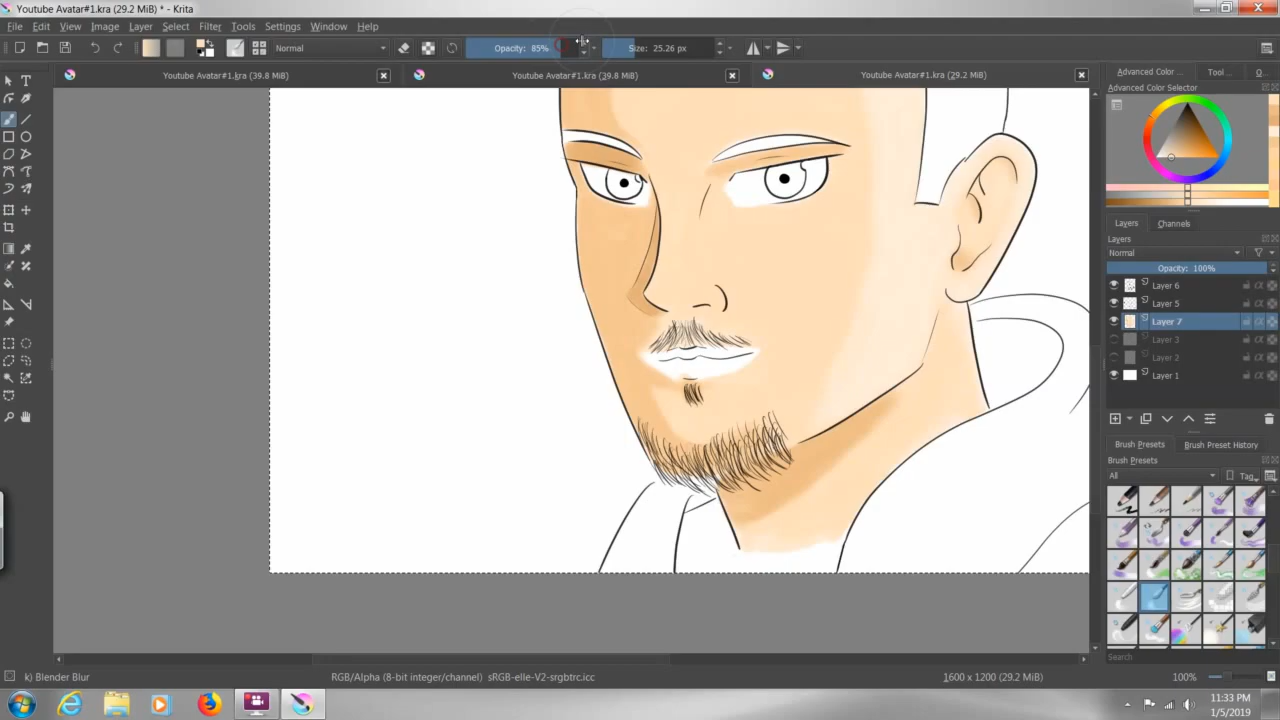 Youtube Avatar#1.kra (29.2 MiB) * - Krita
File Edit View Image Layer Select Filter Tools Settings Window Help
Normal Opacity: 85% Size: 25.26 px
Youtube Avatar#1.kra (39.8 MiB) Youtube Avatar#1.kra (39.8 MiB) Youtube Avatar#1.kra (29.2 MiB)
Advanced Color ... Tool ... O...
Advanced Color Selector
Layers Channels
Layers
Normal
Opacity: 100%
Layer 6
Layer 5
Layer 7
Layer 3
Layer 2
Layer 1
Brush Presets Brush Preset History
Brush Presets
All Tag
Search
k) Blender Blur RGB/Alpha (8-bit integer/channel) sRGB-elle-V2-srgbtrc.icc 1600 x 1200 (29.2 MiB) 100%
11:33 PM
1/5/2019